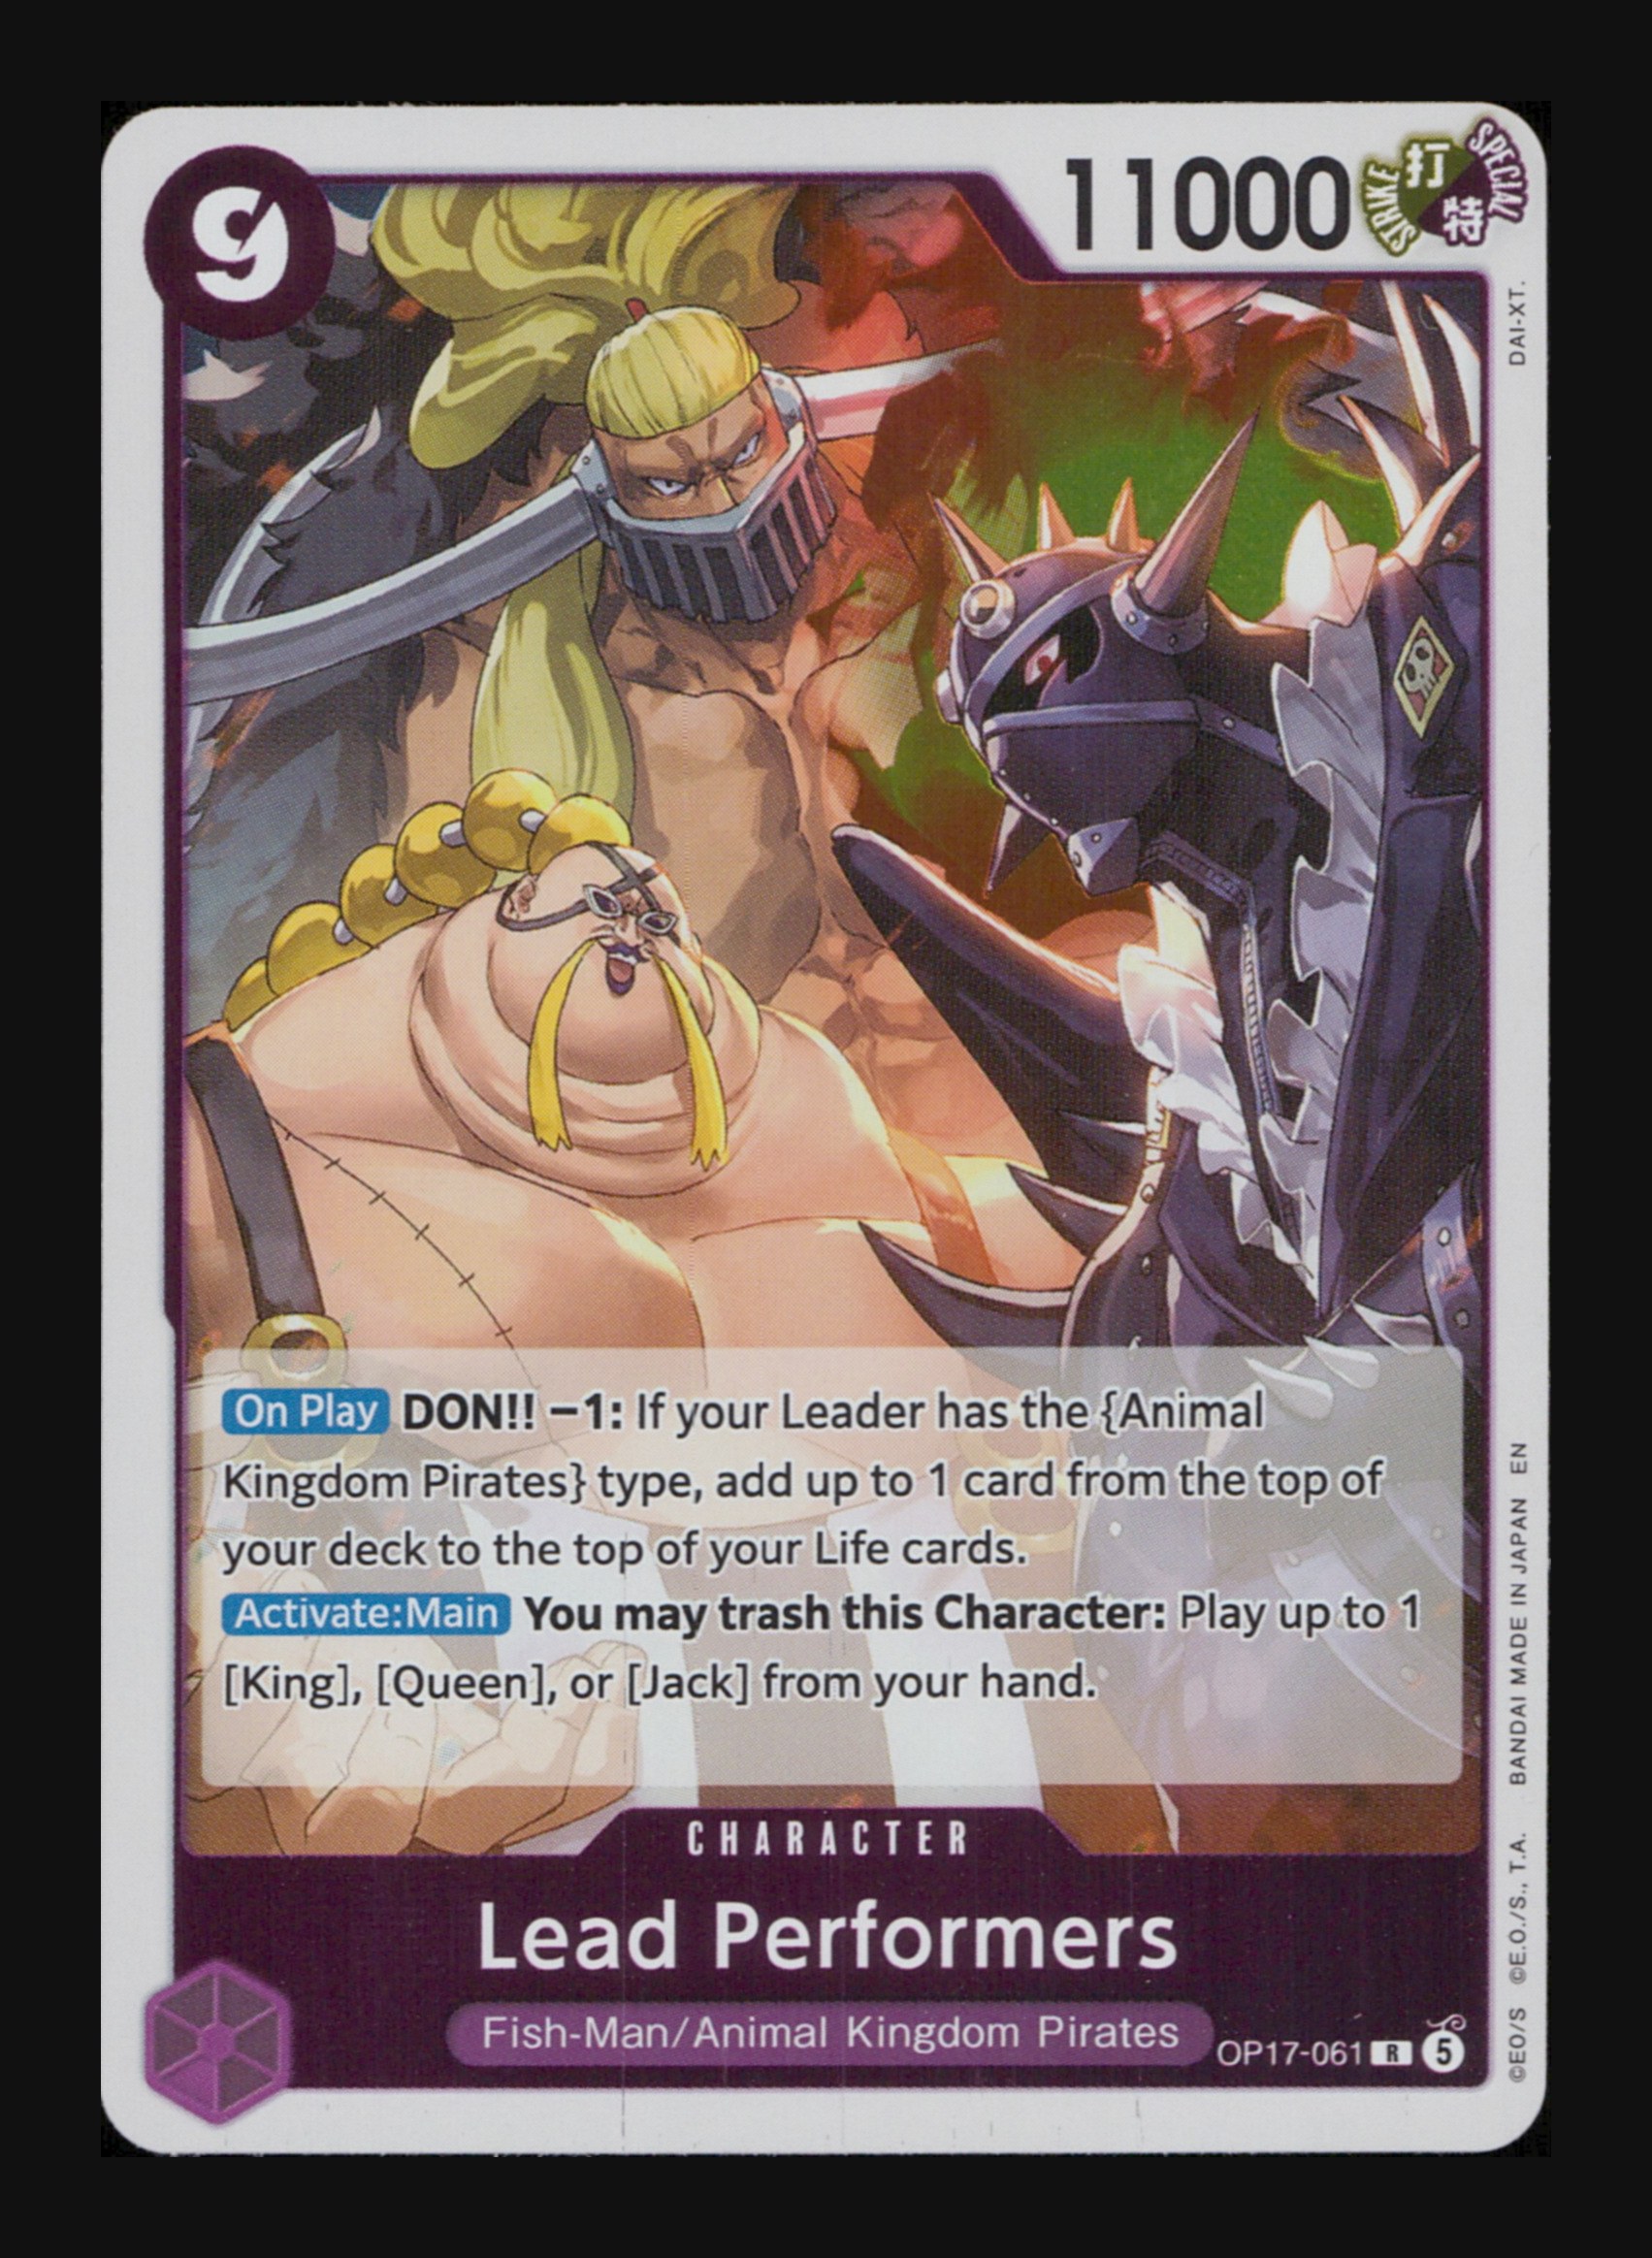 9
11000
STRIKE 打 特 SPECIAL
DAI-XT.
On Play DON!! −1: If your Leader has the {Animal
Kingdom Pirates} type, add up to 1 card from the top of
your deck to the top of your Life cards.
Activate:Main You may trash this Character: Play up to 1
[King], [Queen], or [Jack] from your hand.
CHARACTER
Lead Performers
Fish-Man/Animal Kingdom Pirates
OP17-061 R 5
©EO/S ©E.O./S., T.A. BANDAI MADE IN JAPAN EN